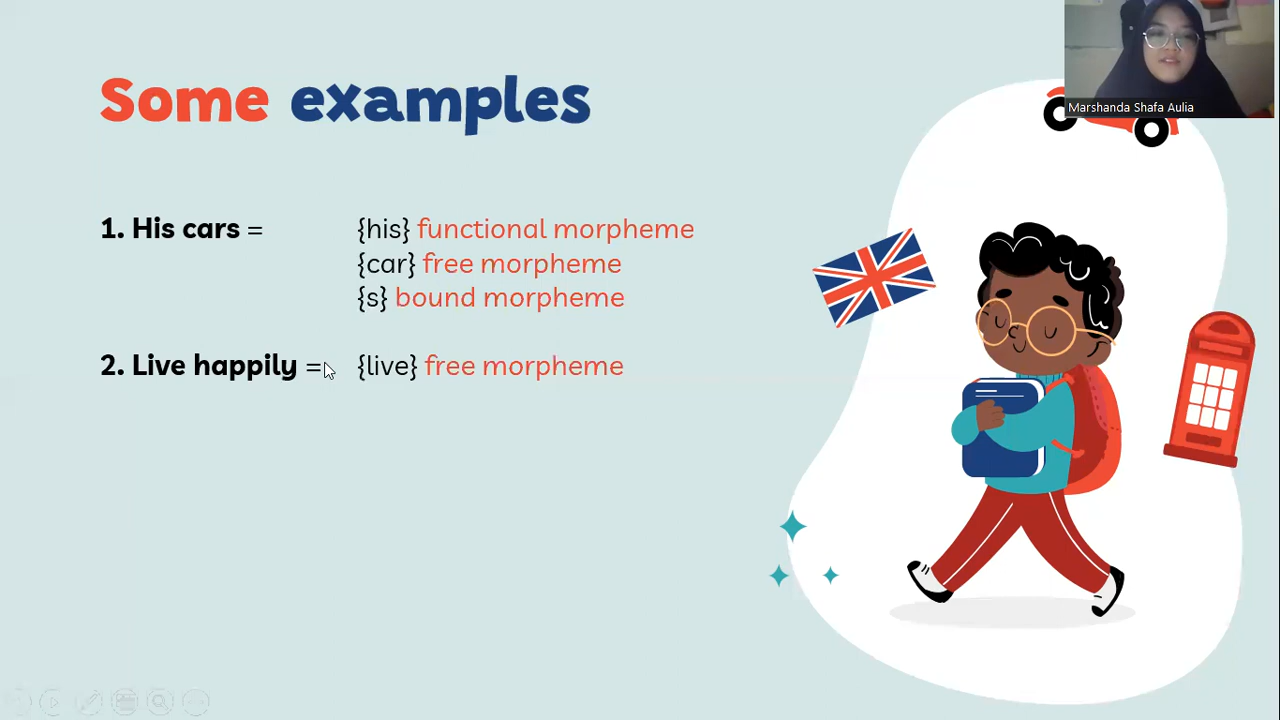 Marshanda Shafa Aulia
Some examples
1. His cars = {his} functional morpheme
{car} free morpheme
{s} bound morpheme
2. Live happily = {live} free morpheme